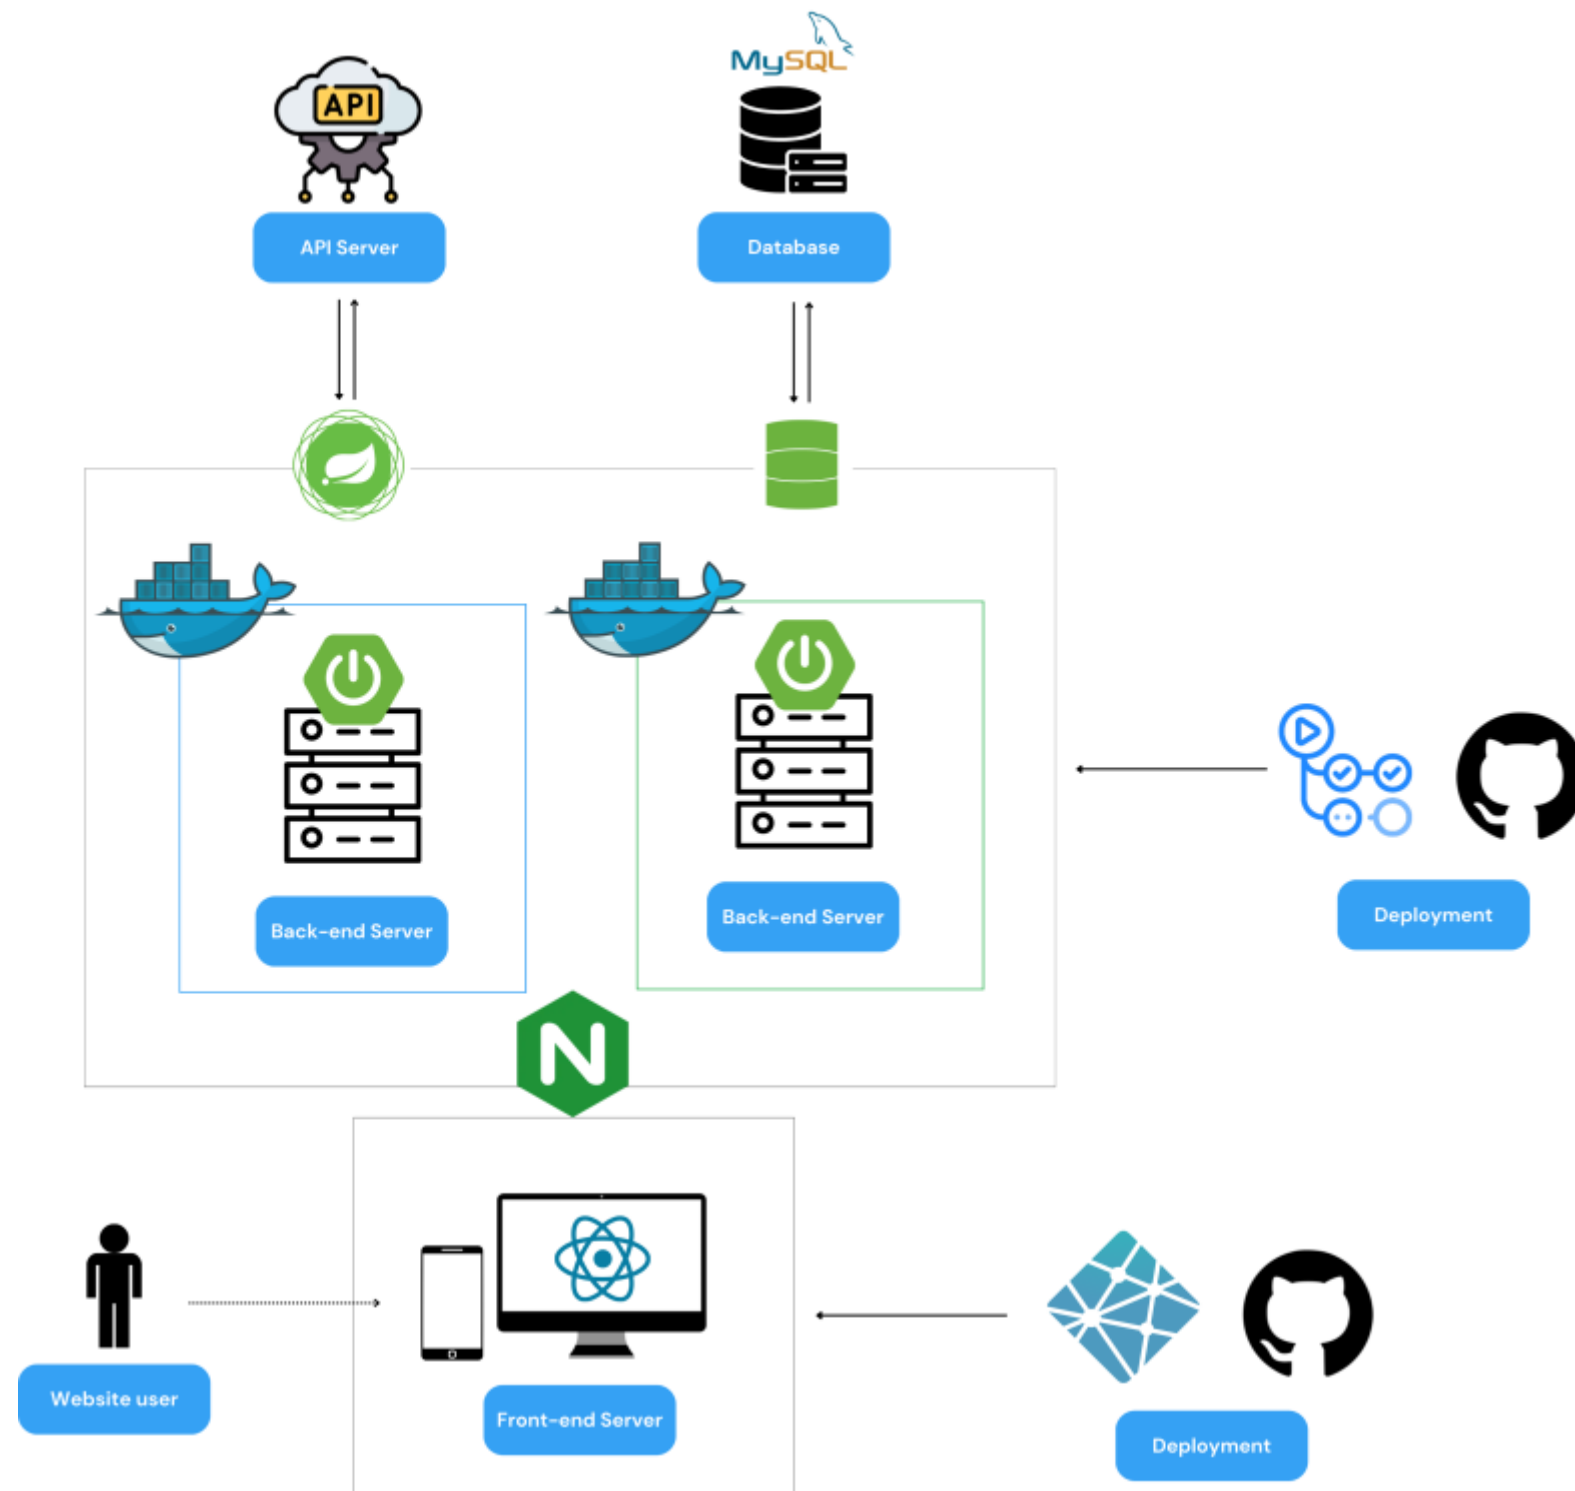 MySQL
API
API Server
Database
Back-end Server
Back-end Server
Deployment
N
Website user
Front-end Server
Deployment